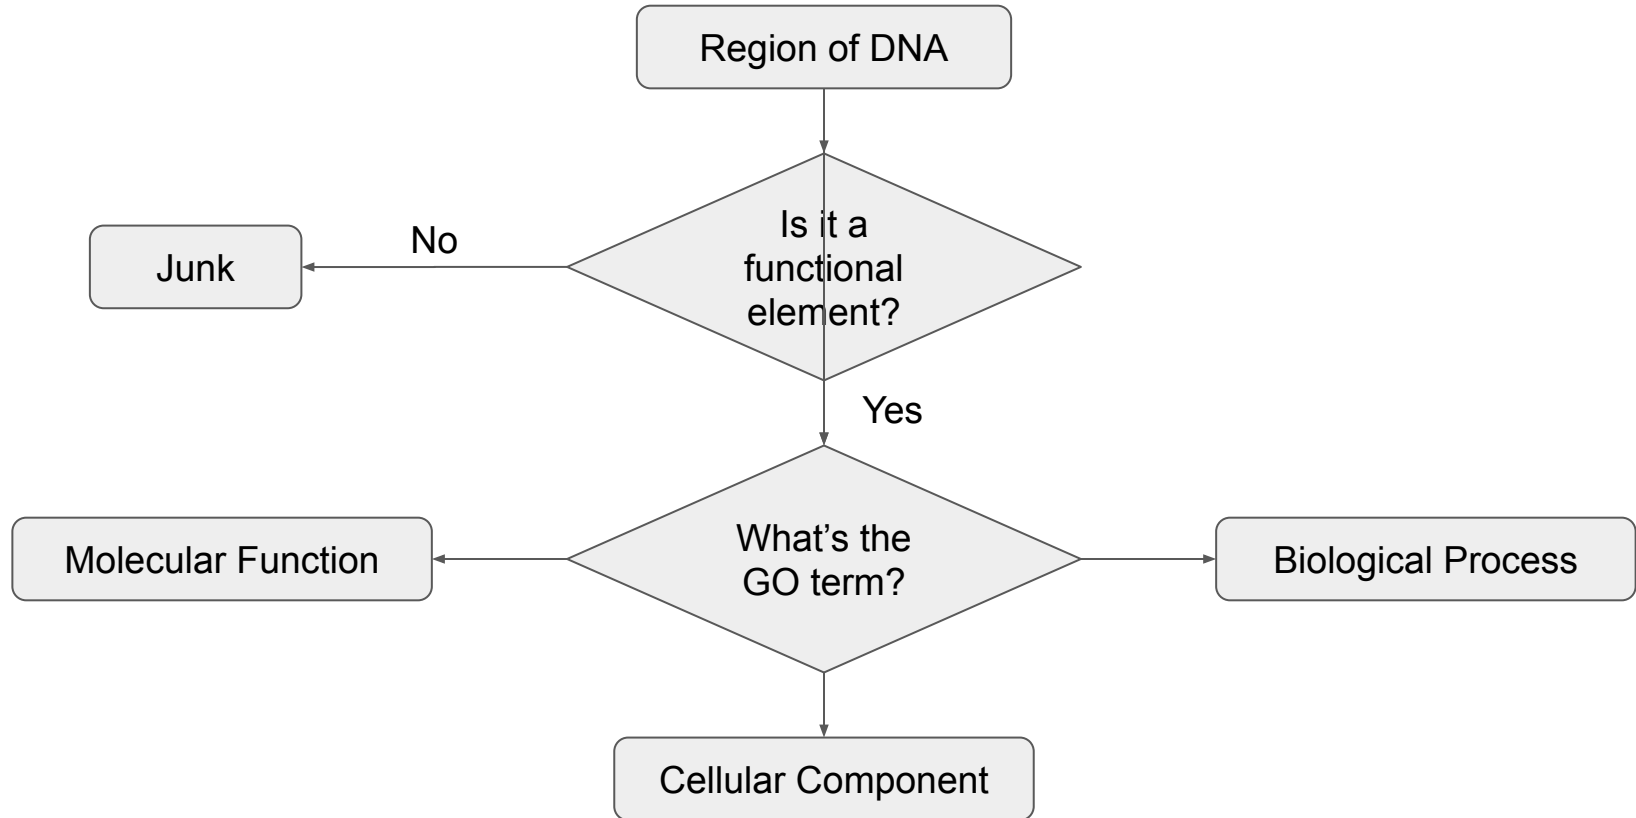 Region of DNA
Is it a
functional
element?
No
Junk
Yes
What’s the
GO term?
Molecular Function
Biological Process
Cellular Component